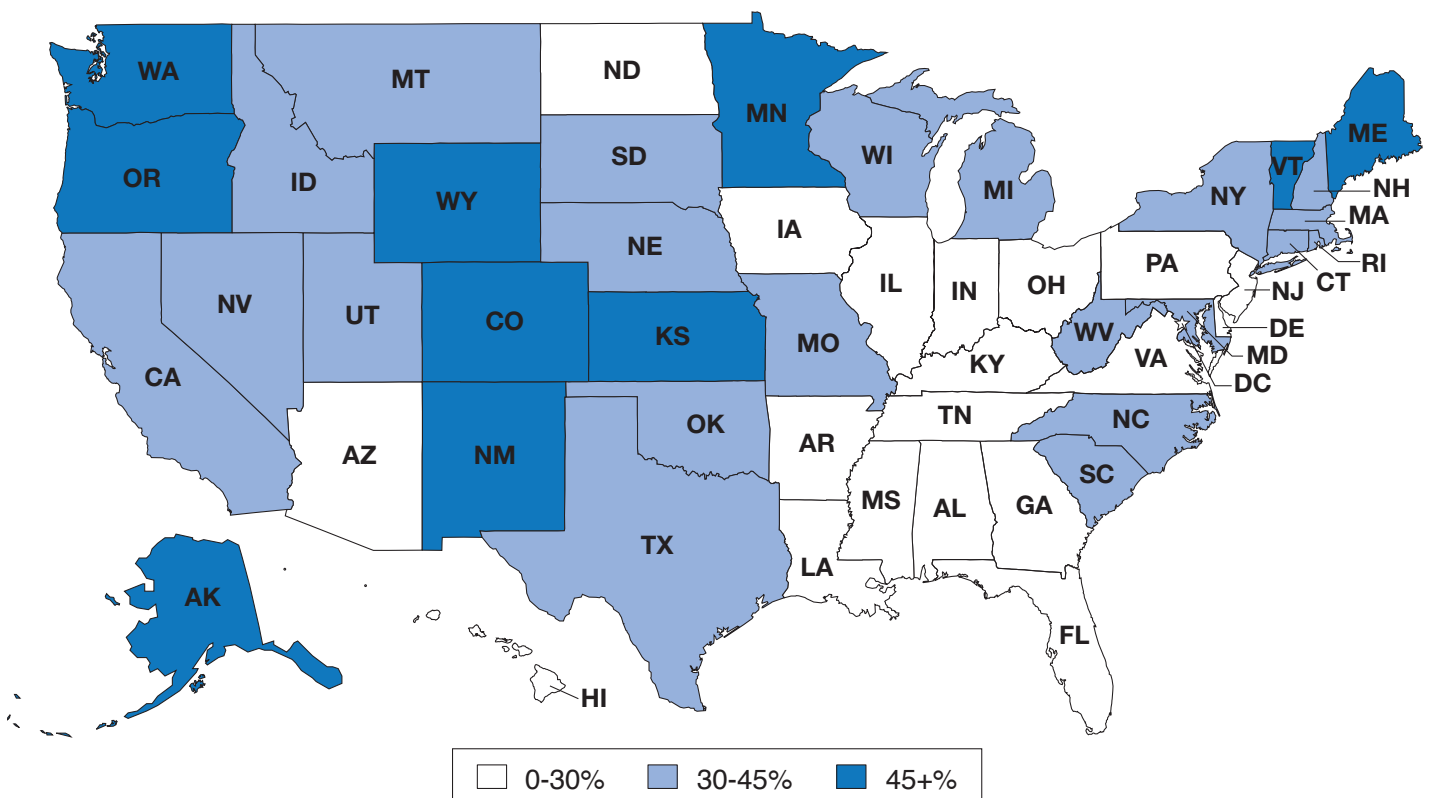 WA
MT
ND
MN
ME
OR
ID
SD
WI
VT
WY
MI
NY
NH
MA
NE
IA
RI
PA
CT
NV
UT
CO
IL
IN
OH
NJ
KS
MO
WV
DE
CA
KY
VA
MD
DC
OK
TN
NC
AZ
NM
AR
SC
MS
AL
GA
TX
LA
AK
FL
HI
0-30% 30-45% 45+%